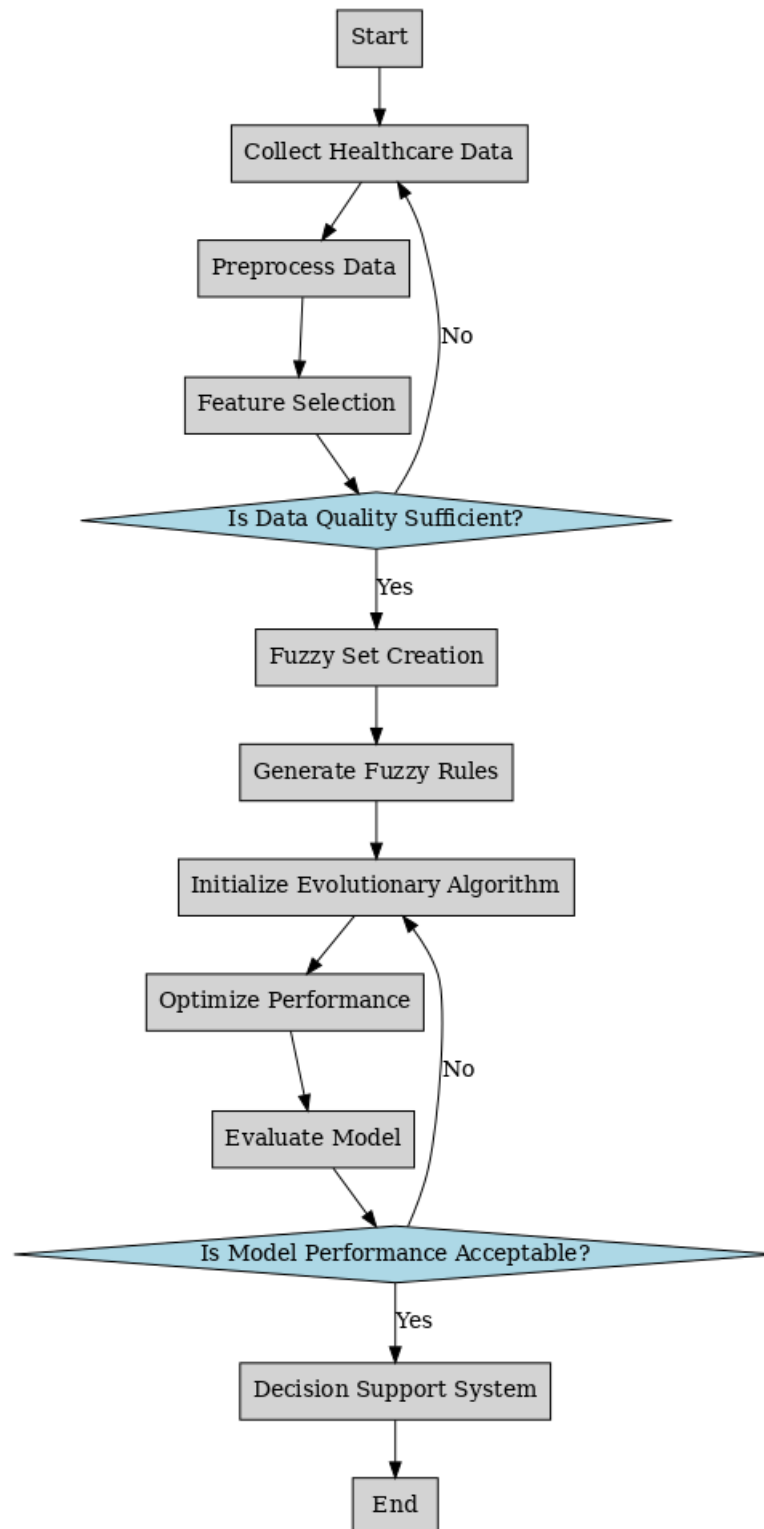 Start
Collect Healthcare Data
Preprocess Data
No
Feature Selection
Is Data Quality Sufficient?
Yes
Fuzzy Set Creation
Generate Fuzzy Rules
Initialize Evolutionary Algorithm
Optimize Performance
No
Evaluate Model
Is Model Performance Acceptable?
Yes
Decision Support System
End